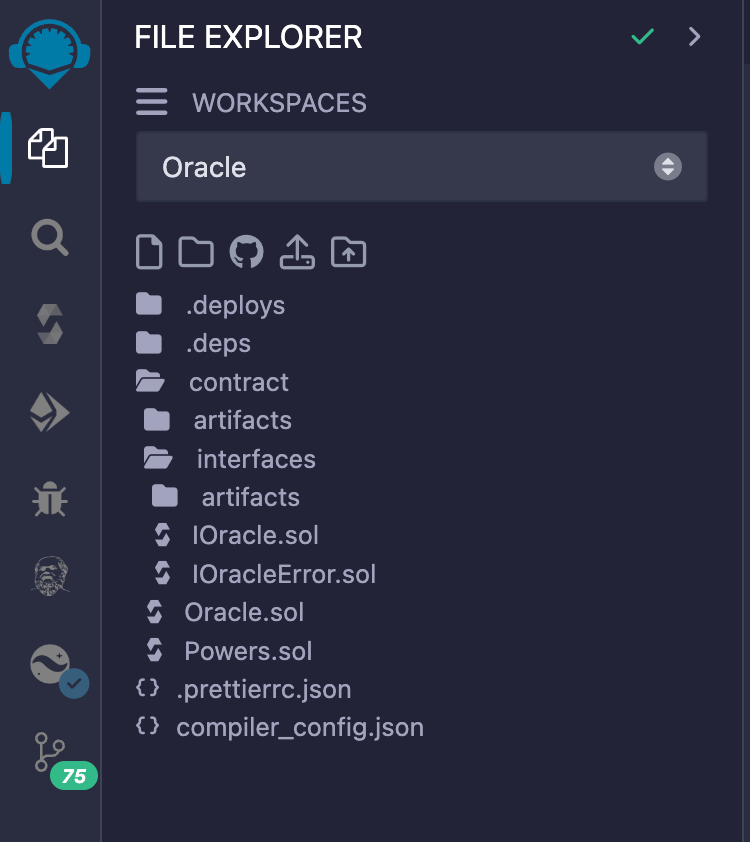 FILE EXPLORER
WORKSPACES
Oracle
.deploys
.deps
contract
artifacts
interfaces
artifacts
IOracle.sol
IOracleError.sol
Oracle.sol
Powers.sol
.prettierrc.json
compiler_config.json
75